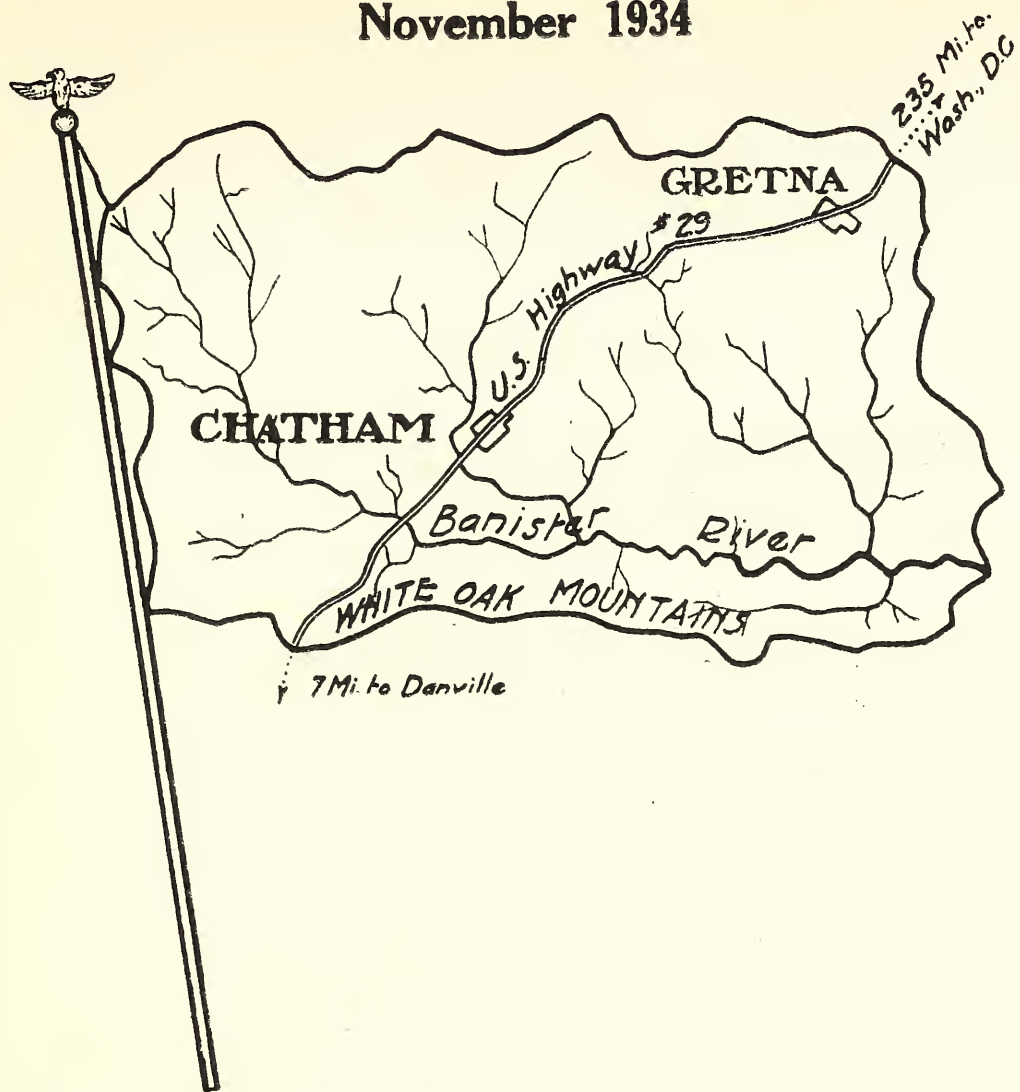 November 1934
235 Mi. to.
Wash., D.C
GRETNA
U.S. Highway #29
CHATHAM
Banister River
WHITE OAK MOUNTAINS
7 Mi. to Danville